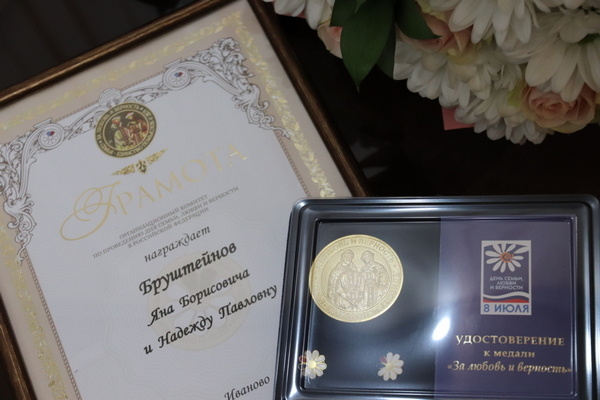 ГРАМОТА
ОРГАНИЗАЦИОННЫЙ КОМИТЕТ
ПО ПРОВЕДЕНИЮ ДНЯ СЕМЬИ, ЛЮБВИ И ВЕРНОСТИ
В РОССИЙСКОЙ ФЕДЕРАЦИИ
награждает
Бруштейнов
Яна Борисовича
и Надежду Павловну
Иваново
ДЕНЬ СЕМЬИ,
ЛЮБВИ
И ВЕРНОСТИ
8 ИЮЛЯ
УДОСТОВЕРЕНИЕ
к медали
«За любовь и верность»